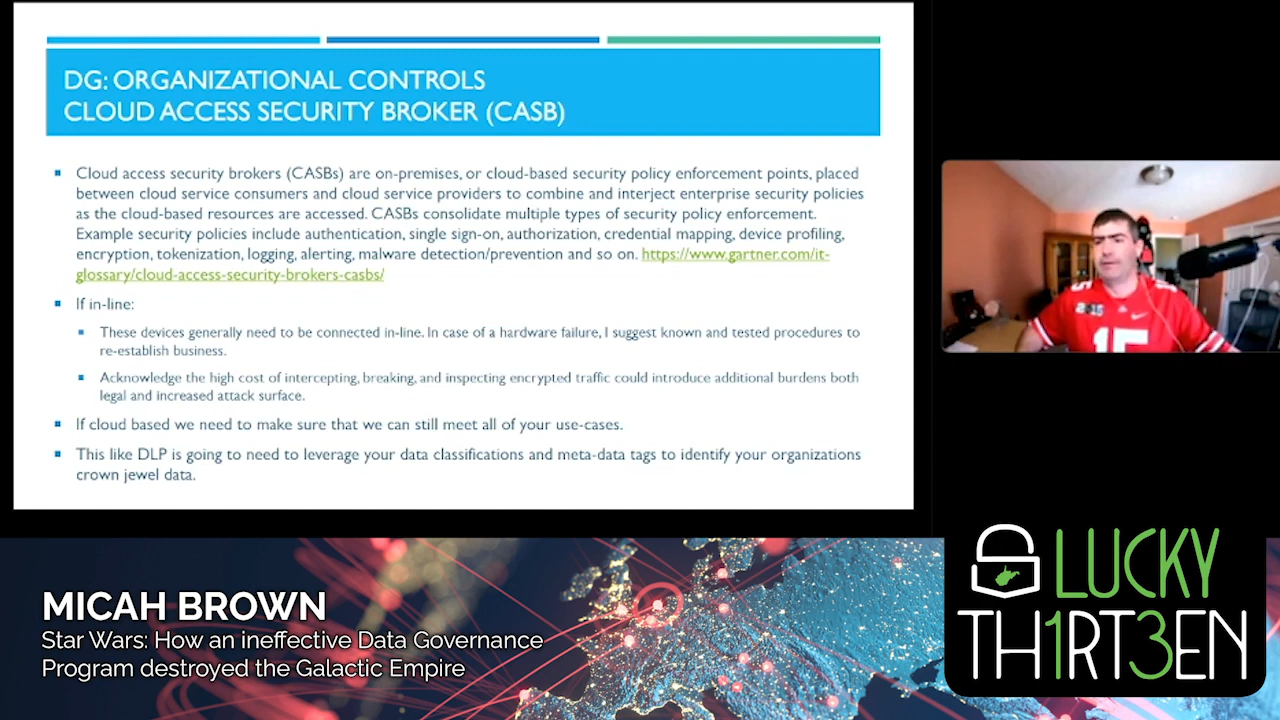 DG: ORGANIZATIONAL CONTROLS
CLOUD ACCESS SECURITY BROKER (CASB)
Cloud access security brokers (CASBs) are on-premises, or cloud-based security policy enforcement points, placed
between cloud service consumers and cloud service providers to combine and interject enterprise security policies
as the cloud-based resources are accessed. CASBs consolidate multiple types of security policy enforcement.
Example security policies include authentication, single sign-on, authorization, credential mapping, device profiling,
encryption, tokenization, logging, alerting, malware detection/prevention and so on. https://www.gartner.com/it-
glossary/cloud-access-security-brokers-casbs/
If in-line:
These devices generally need to be connected in-line. In case of a hardware failure, I suggest known and tested procedures to
re-establish business.
Acknowledge the high cost of intercepting, breaking, and inspecting encrypted traffic could introduce additional burdens both
legal and increased attack surface.
If cloud based we need to make sure that we can still meet all of your use-cases.
This like DLP is going to need to leverage your data classifications and meta-data tags to identify your organizations
crown jewel data.
15
MICAH BROWN
Star Wars: How an ineffective Data Governance
Program destroyed the Galactic Empire
LUCKY
TH1RT3EN